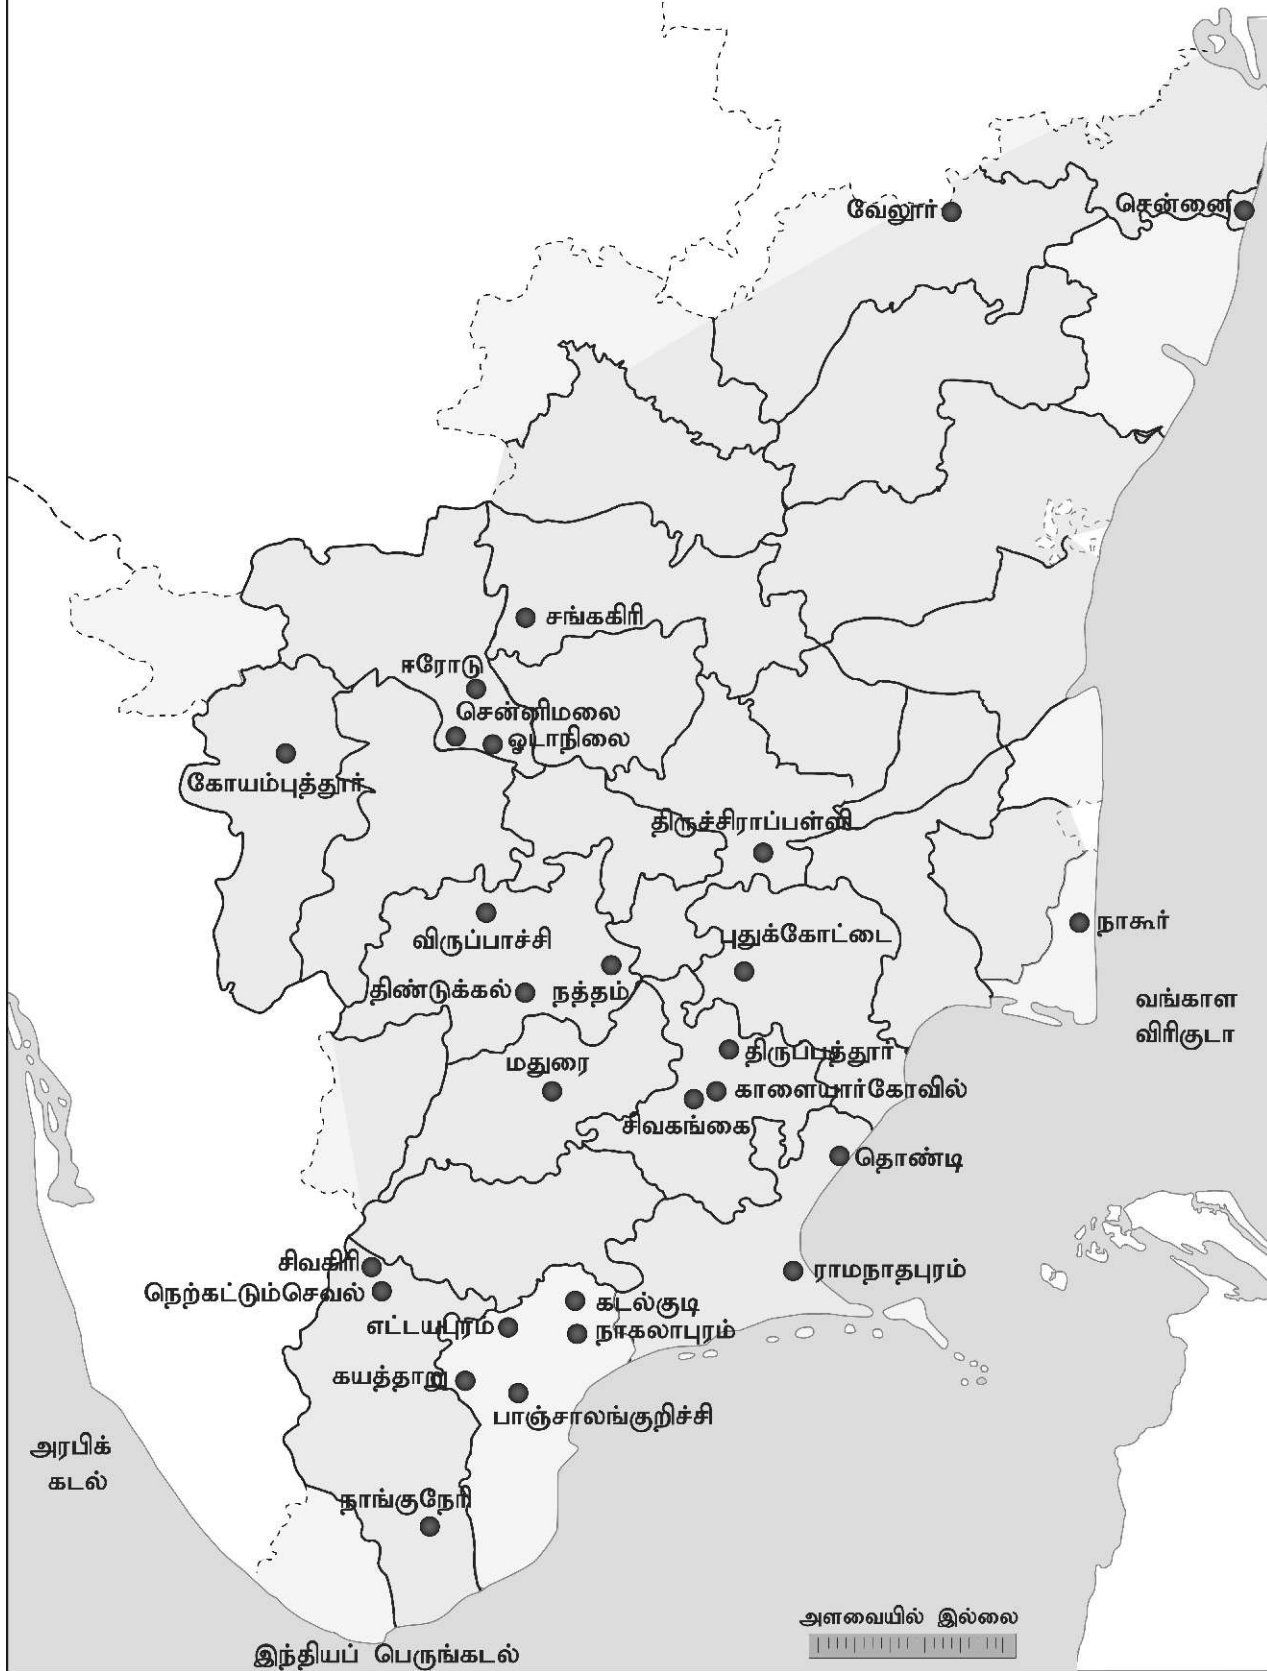 வேலூர்
சென்னை
சங்ககிரி
ஈரோடு
சென்னிமலை
ஓடாநிலை
கோயம்புத்தூர்
திருச்சிராப்பள்ளி
நாகூர்
புதுக்கோட்டை
விருப்பாச்சி
திண்டுக்கல்
நத்தம்
வங்காள
விரிகுடா
திருப்பத்தூர்
மதுரை
காளையார்கோவில்
சிவகங்கை
தொண்டி
சிவகிரி
ராமநாதபுரம்
நெற்கட்டும்செவல்
கடல்குடி
எட்டயபுரம்
நாகலாபுரம்
கயத்தாறு
பாஞ்சாலங்குறிச்சி
அரபிக்
கடல்
நாங்குநேரி
அளவையில் இல்லை
இந்தியப் பெருங்கடல்